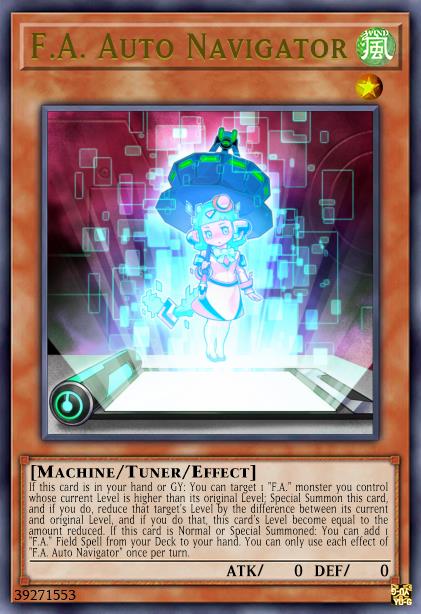 F.A. AUTO NAVIGATOR
WIND
風
[MACHINE/TUNER/EFFECT]
If this card is in your hand or GY: You can target 1 "F.A." monster you control
whose current Level is higher than its original Level; Special Summon this card,
and if you do, reduce that target's Level by the difference between its current
and original Level, and if you do that, this card's Level become equal to the
amount reduced. If this card is Normal or Special Summoned: You can add 1
"F.A." Field Spell from your Deck to your hand. You can only use each effect of
"F.A. Auto Navigator" once per turn.
ATK/ 0 DEF/ 0
39271553